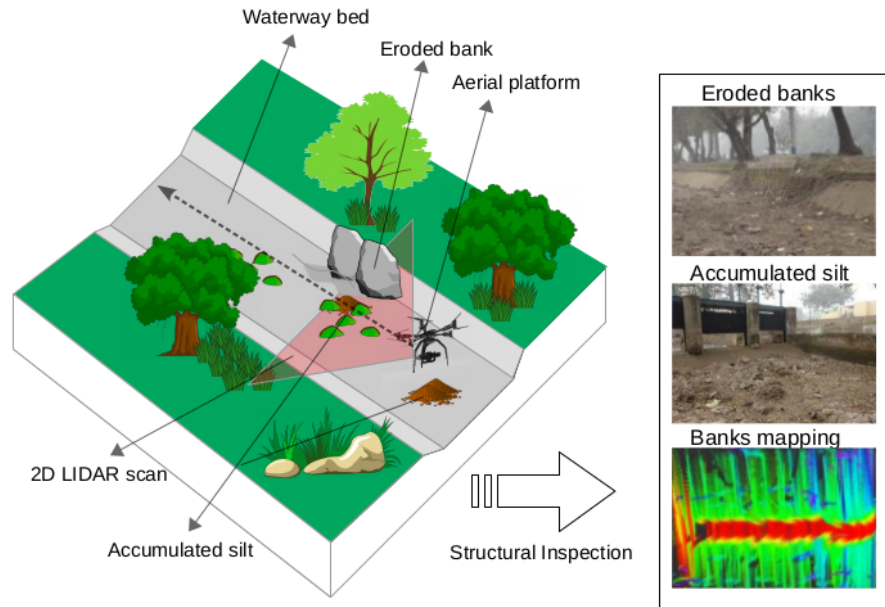 Waterway bed
Eroded bank
Aerial platform
2D LIDAR scan
Accumulated silt
Structural Inspection
Eroded banks
Accumulated silt
Banks mapping